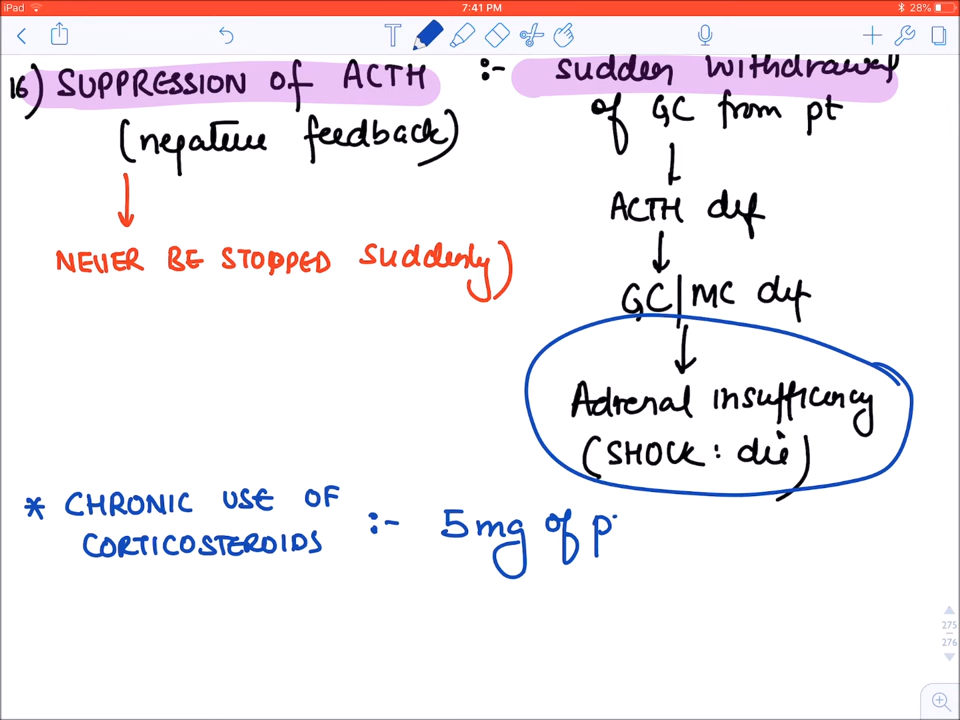 iPad 7:41 PM 28%
T
16) SUPPRESSION of ACTH :- sudden withdrawal
(negative feedback) of GC from pt
ACTH def
NEVER BE STOPPED suddenly)
GC|MC def
Adrenal insufficiency
(SHOCK: die)
* CHRONIC USE OF
CORTICOSTEROIDS :- 5mg of p
275
276